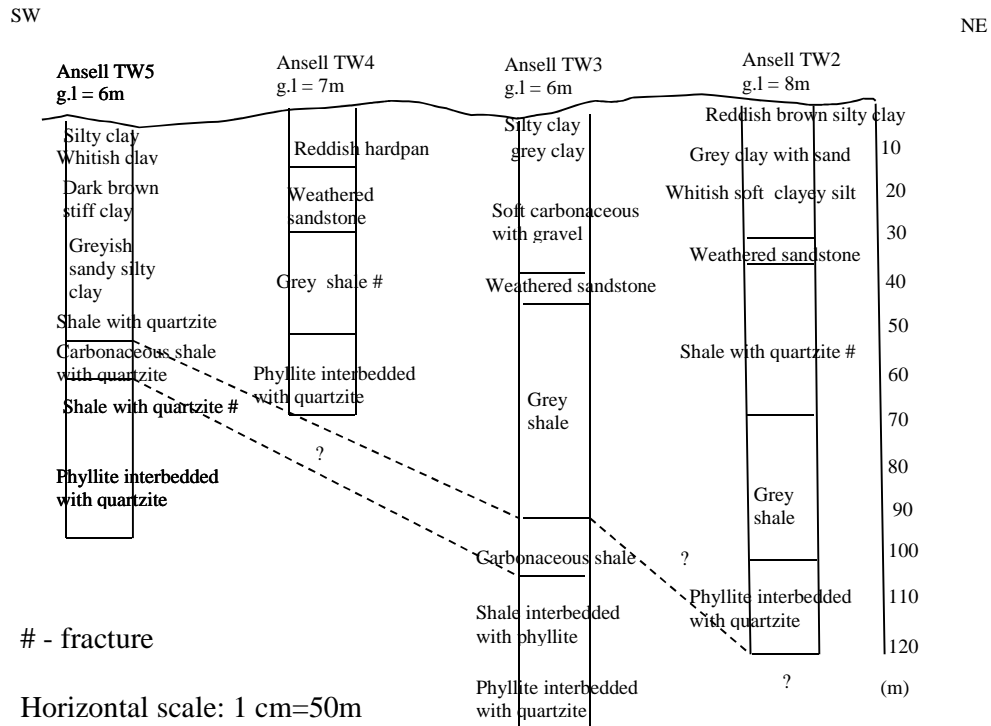 SW
NE
Ansell TW5
g.l = 6m
Ansell TW4
g.l = 7m
Ansell TW3
g.l = 6m
Ansell TW2
g.l = 8m
Silty clay
Whitish clay
Dark brown
stiff clay
Greyish
sandy silty
clay
Shale with quartzite
Carbonaceous shale
with quartzite
Shale with quartzite #
Phyllite interbedded
with quartzite
Reddish hardpan
Weathered
sandstone
Grey shale #
Phyllite interbedded
with quartzite
?
Silty clay
grey clay
Soft carbonaceous
with gravel
Weathered sandstone
Grey
shale
Carbonaceous shale
Shale interbedded
with phyllite
Phyllite interbedded
with quartzite
?
Reddish brown silty clay
Grey clay with sand
Whitish soft clayey silt
Weathered sandstone
Shale with quartzite #
Grey
shale
Phyllite interbedded
with quartzite
?
10
20
30
40
50
60
70
80
90
100
110
120
(m)
# - fracture
Horizontal scale: 1 cm=50m